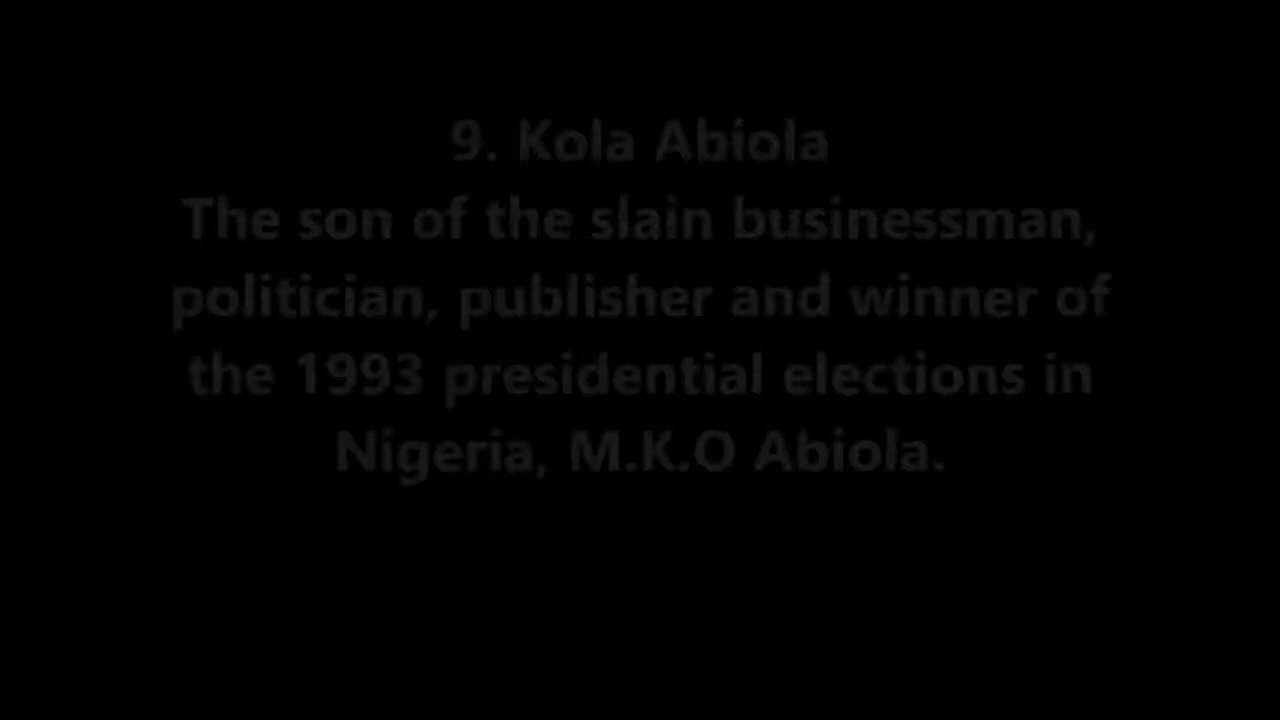 9. Kola Abiola
The son of the slain businessman,
politician, publisher and winner of
the 1993 presidential elections in
Nigeria, M.K.O Abiola.